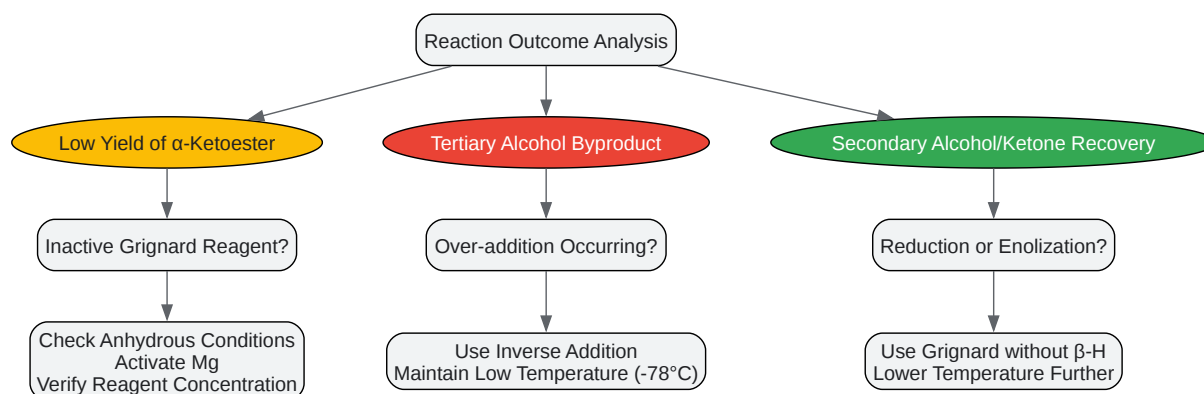 Reaction Outcome Analysis
Low Yield of α-Ketoester
Tertiary Alcohol Byproduct
Secondary Alcohol/Ketone Recovery
Inactive Grignard Reagent?
Over-addition Occurring?
Reduction or Enolization?
Check Anhydrous Conditions
Activate Mg
Verify Reagent Concentration
Use Inverse Addition
Maintain Low Temperature (-78°C)
Use Grignard without β-H
Lower Temperature Further